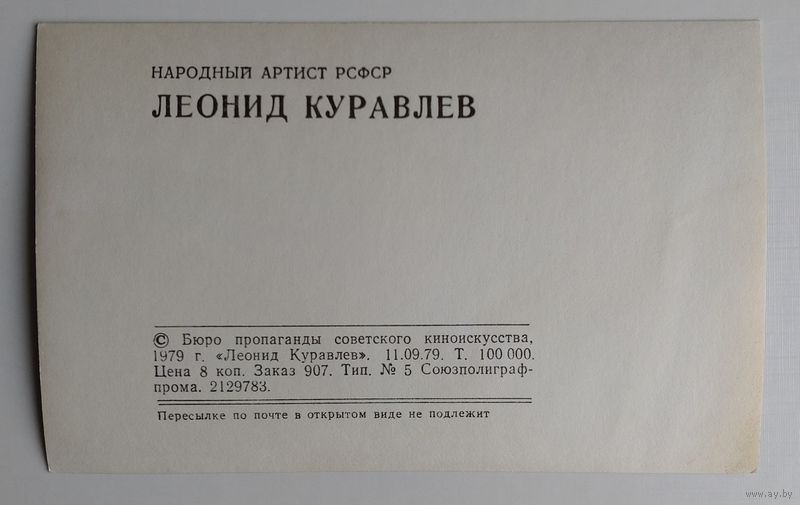 НАРОДНЫЙ АРТИСТ РСФСР
ЛЕОНИД КУРАВЛЕВ
© Бюро пропаганды советского киноискусства,
1979 г. «Леонид Куравлев». 11.09.79. Т. 100 000.
Цена 8 коп. Заказ 907. Тип. № 5 Союзполиграф-
прома. 2129783.
Пересылке по почте в открытом виде не подлежит
www.ay.by